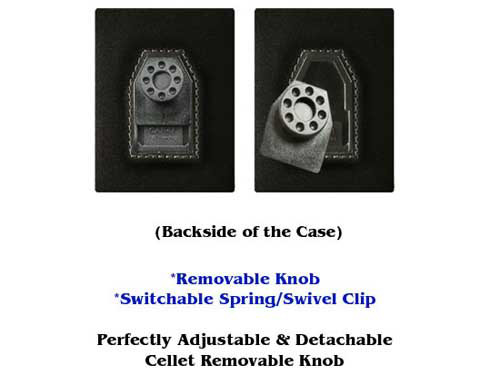 (Backside of the Case)
*Removable Knob
*Switchable Spring/Swivel Clip
Perfectly Adjustable & Detachable
Cellet Removable Knob